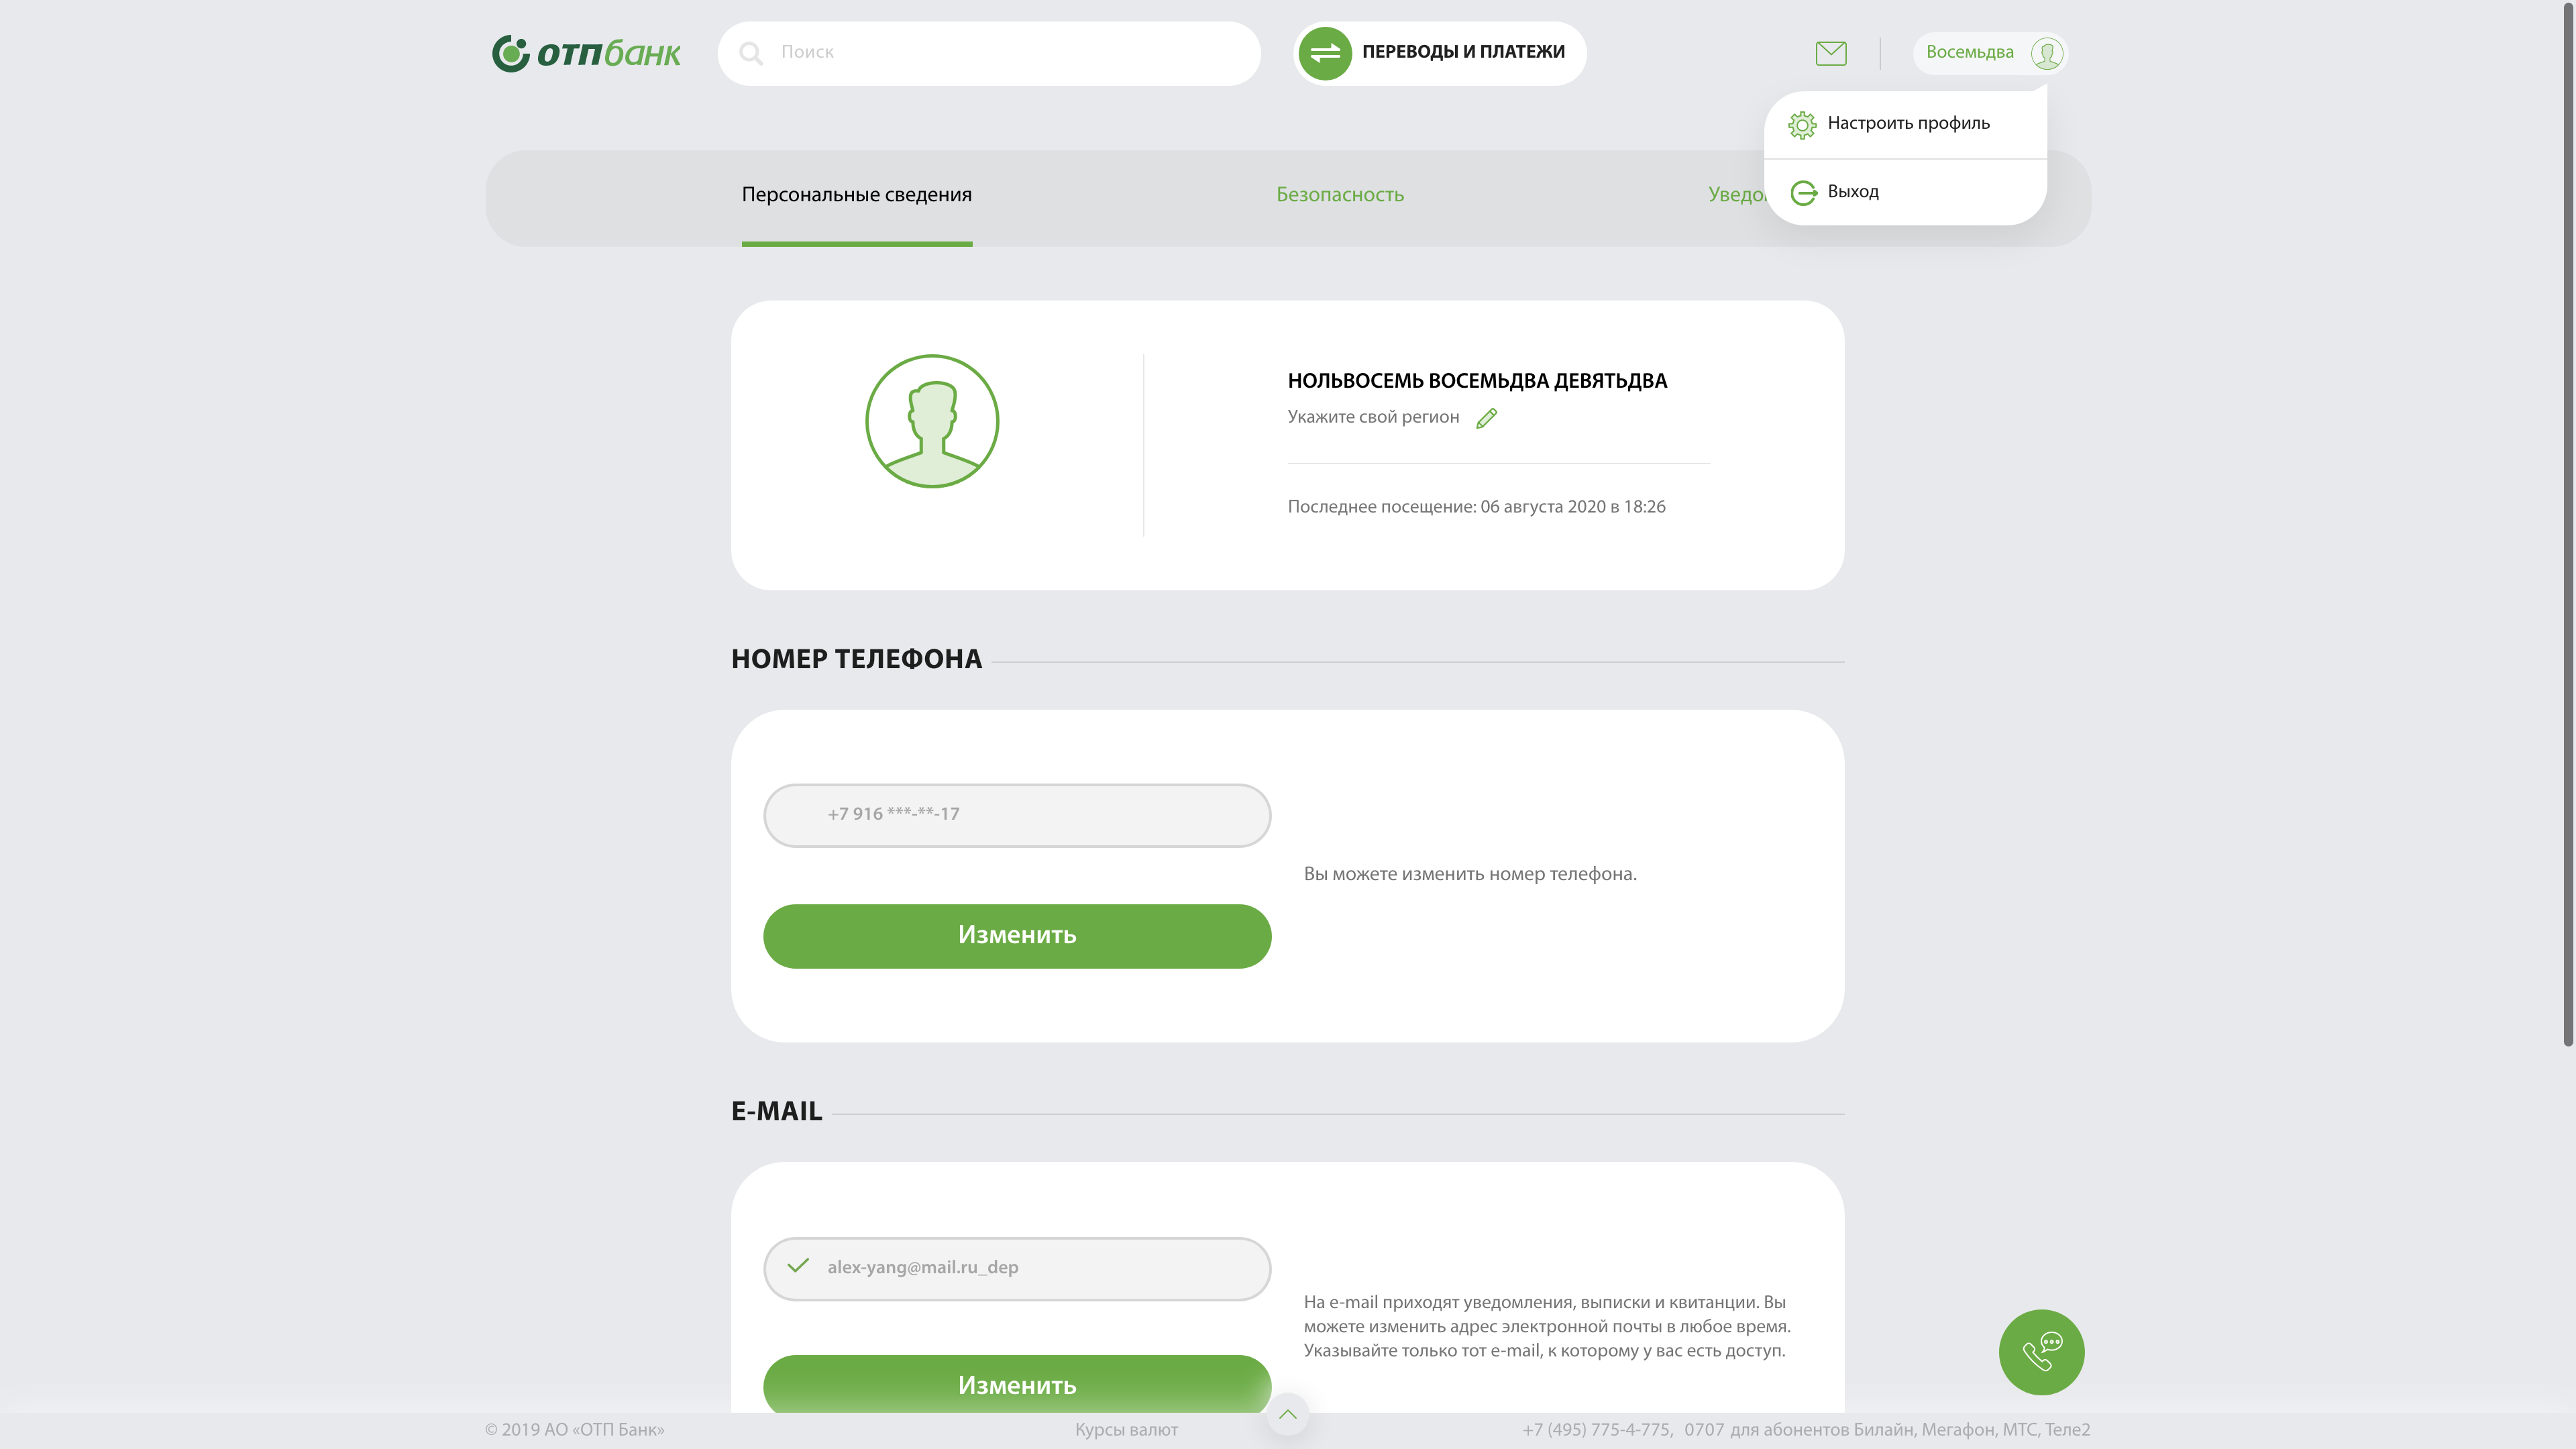 отпбанк
Поиск
ПЕРЕВОДЫ И ПЛАТЕЖИ
Восемьдва
Настроить профиль
Выход
Персональные сведения
Безопасность
НОЛЬВОСЕМЬ ВОСЕМЬДВА ДЕВЯТЬДВА
Укажите свой регион
Последнее посещение: 06 августа 2020 в 18:26
НОМЕР ТЕЛЕФОНА
+7 916 ***-**-17
Вы можете изменить номер телефона.
Изменить
E-MAIL
alex-yang@mail.ru_dep
На e-mail приходят уведомления, выписки и квитанции. Вы
можете изменить адрес электронной почты в любое время.
Указывайте только тот e-mail, к которому у вас есть доступ.
Изменить
© 2019 АО «ОТП Банк»
Курсы валют
+7 (495) 775-4-775, 0707 для абонентов Билайн, Мегафон, МТС, Теле2